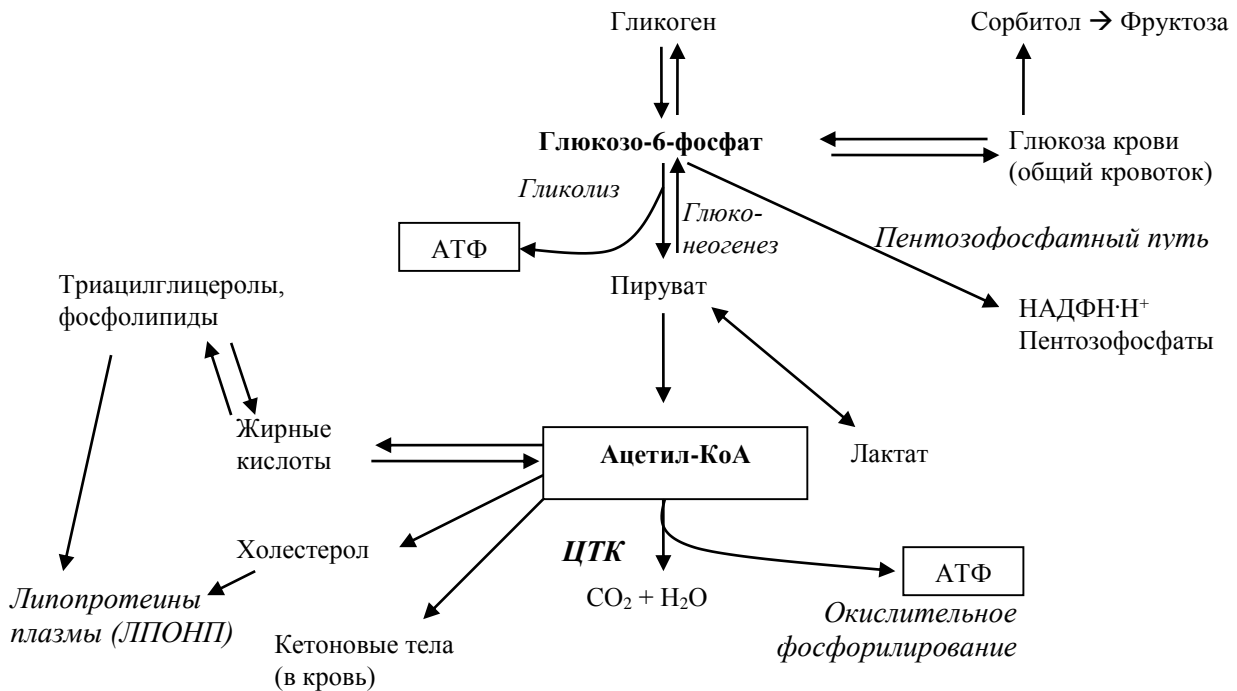 Гликоген
Сорбитол → Фруктоза
Глюкозо-6-фосфат
Глюкоза крови
(общий кровоток)
Гликолиз
Глюко-
неогенез
АТФ
Пентозофосфатный путь
Триацилглицеролы,
фосфолипиды
Пируват
НАДФН·Н⁺
Пентозофосфаты
Жирные
кислоты
Ацетил-КоА
Лактат
Холестерол
ЦТК
АТФ
CO₂ + H₂O
Липопротеины
плазмы (ЛПОНП)
Окислительное
фосфорилирование
Кетоновые тела
(в кровь)